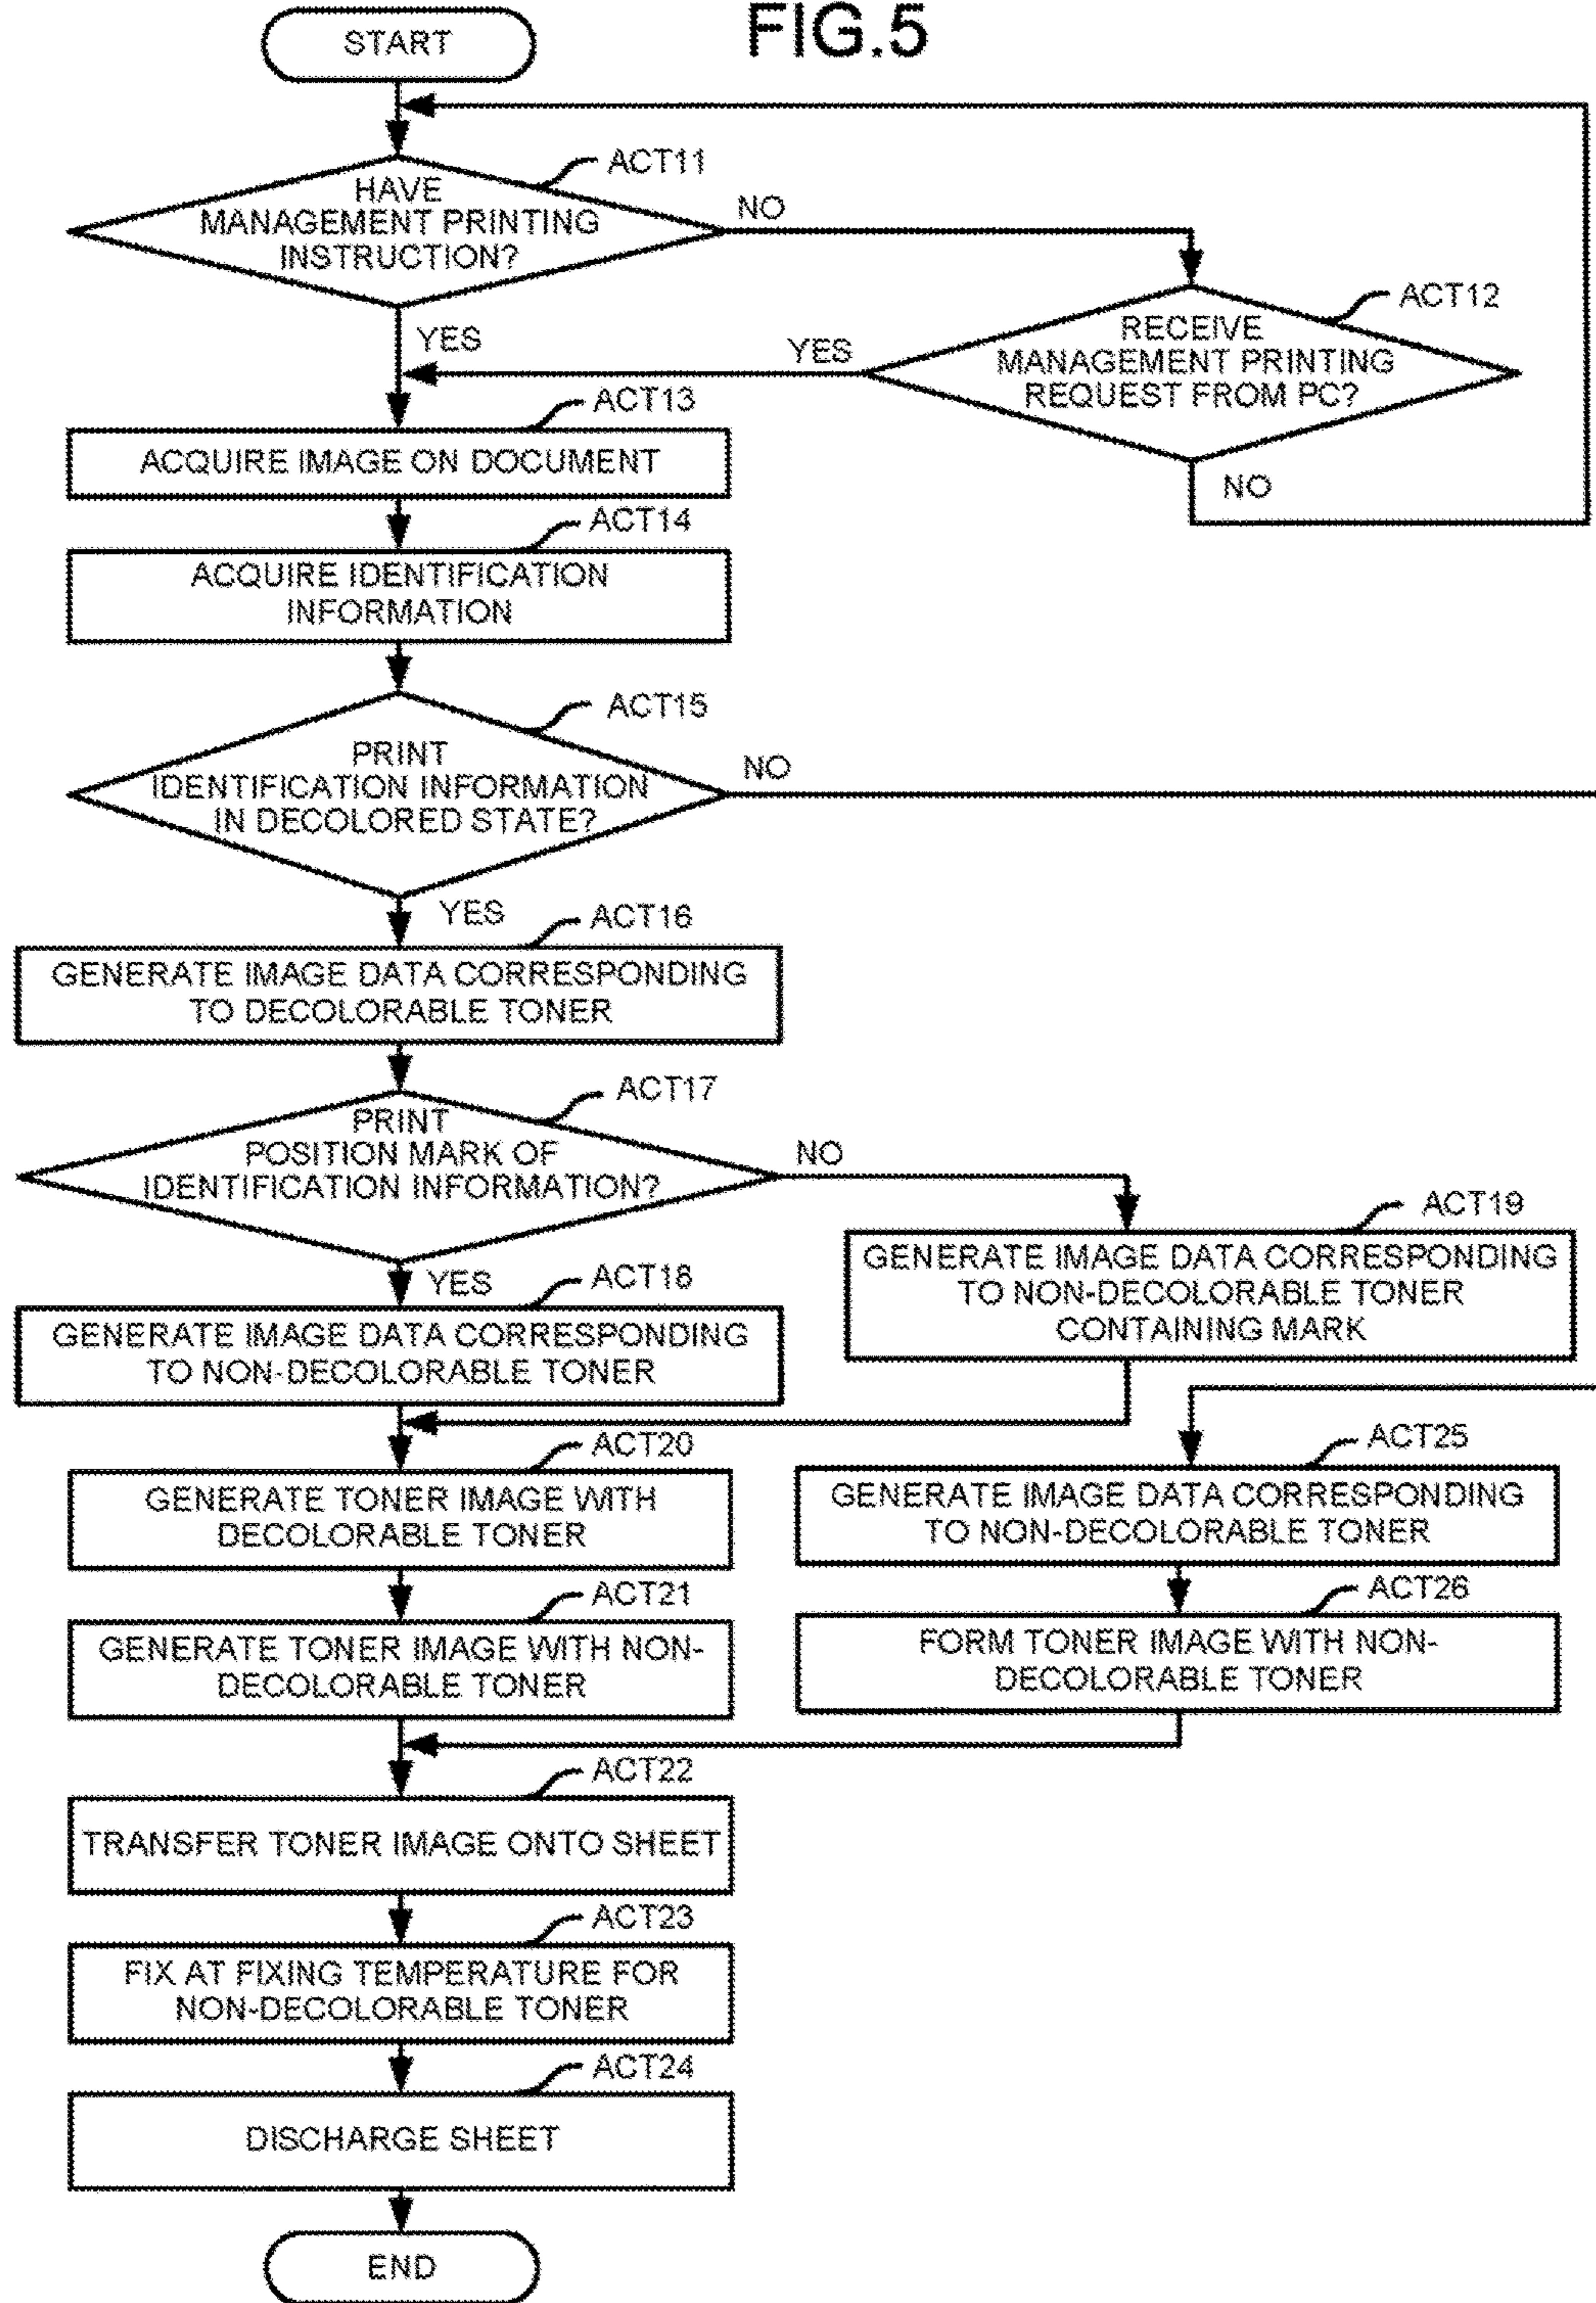 FIG.5
START
ACT11
HAVE
MANAGEMENT PRINTING
INSTRUCTION?
NO
YES
ACT12
RECEIVE
MANAGEMENT PRINTING
REQUEST FROM PC?
YES
NO
ACT13
ACQUIRE IMAGE ON DOCUMENT
ACT14
ACQUIRE IDENTIFICATION
INFORMATION
ACT15
PRINT
IDENTIFICATION INFORMATION
IN DECOLORED STATE?
NO
YES
ACT16
GENERATE IMAGE DATA CORRESPONDING
TO DECOLORABLE TONER
ACT17
PRINT
POSITION MARK OF
IDENTIFICATION INFORMATION?
NO
YES
ACT18
GENERATE IMAGE DATA CORRESPONDING
TO NON-DECOLORABLE TONER
ACT19
GENERATE IMAGE DATA CORRESPONDING
TO NON-DECOLORABLE TONER
CONTAINING MARK
ACT20
GENERATE TONER IMAGE WITH
DECOLORABLE TONER
ACT25
GENERATE IMAGE DATA CORRESPONDING
TO NON-DECOLORABLE TONER
ACT21
GENERATE TONER IMAGE WITH NON-
DECOLORABLE TONER
ACT26
FORM TONER IMAGE WITH NON-
DECOLORABLE TONER
ACT22
TRANSFER TONER IMAGE ONTO SHEET
ACT23
FIX AT FIXING TEMPERATURE FOR
NON-DECOLORABLE TONER
ACT24
DISCHARGE SHEET
END